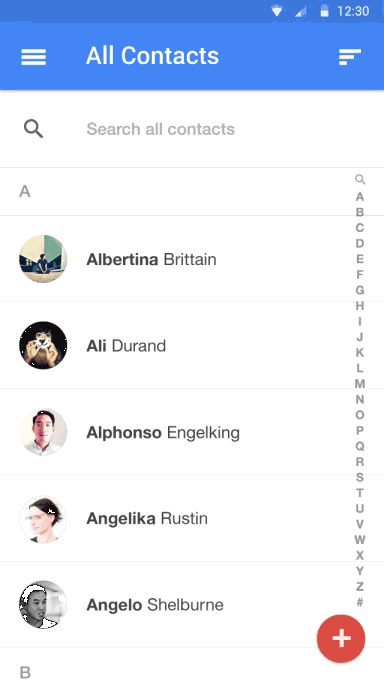 12:30
All Contacts
Search all contacts
A
Albertina Brittain
Ali Durand
Alphonso Engelking
Angelika Rustin
Angelo Shelburne
B
A
B
C
D
E
F
G
H
I
J
K
L
M
N
O
P
Q
R
S
T
U
V
W
X
Y
Z
#